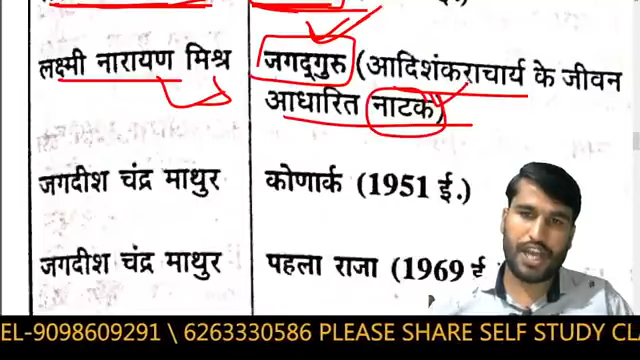 लक्ष्मी नारायण मिश्र
जगद्गुरु (आदिशंकराचार्य के जीवन
आधारित नाटक)
जगदीश चंद्र माथुर
कोणार्क (1951 ई.)
जगदीश चंद्र माथुर
पहला राजा (1969 ई
EL-9098609291 \ 6263330586 PLEASE SHARE SELF STUDY CL